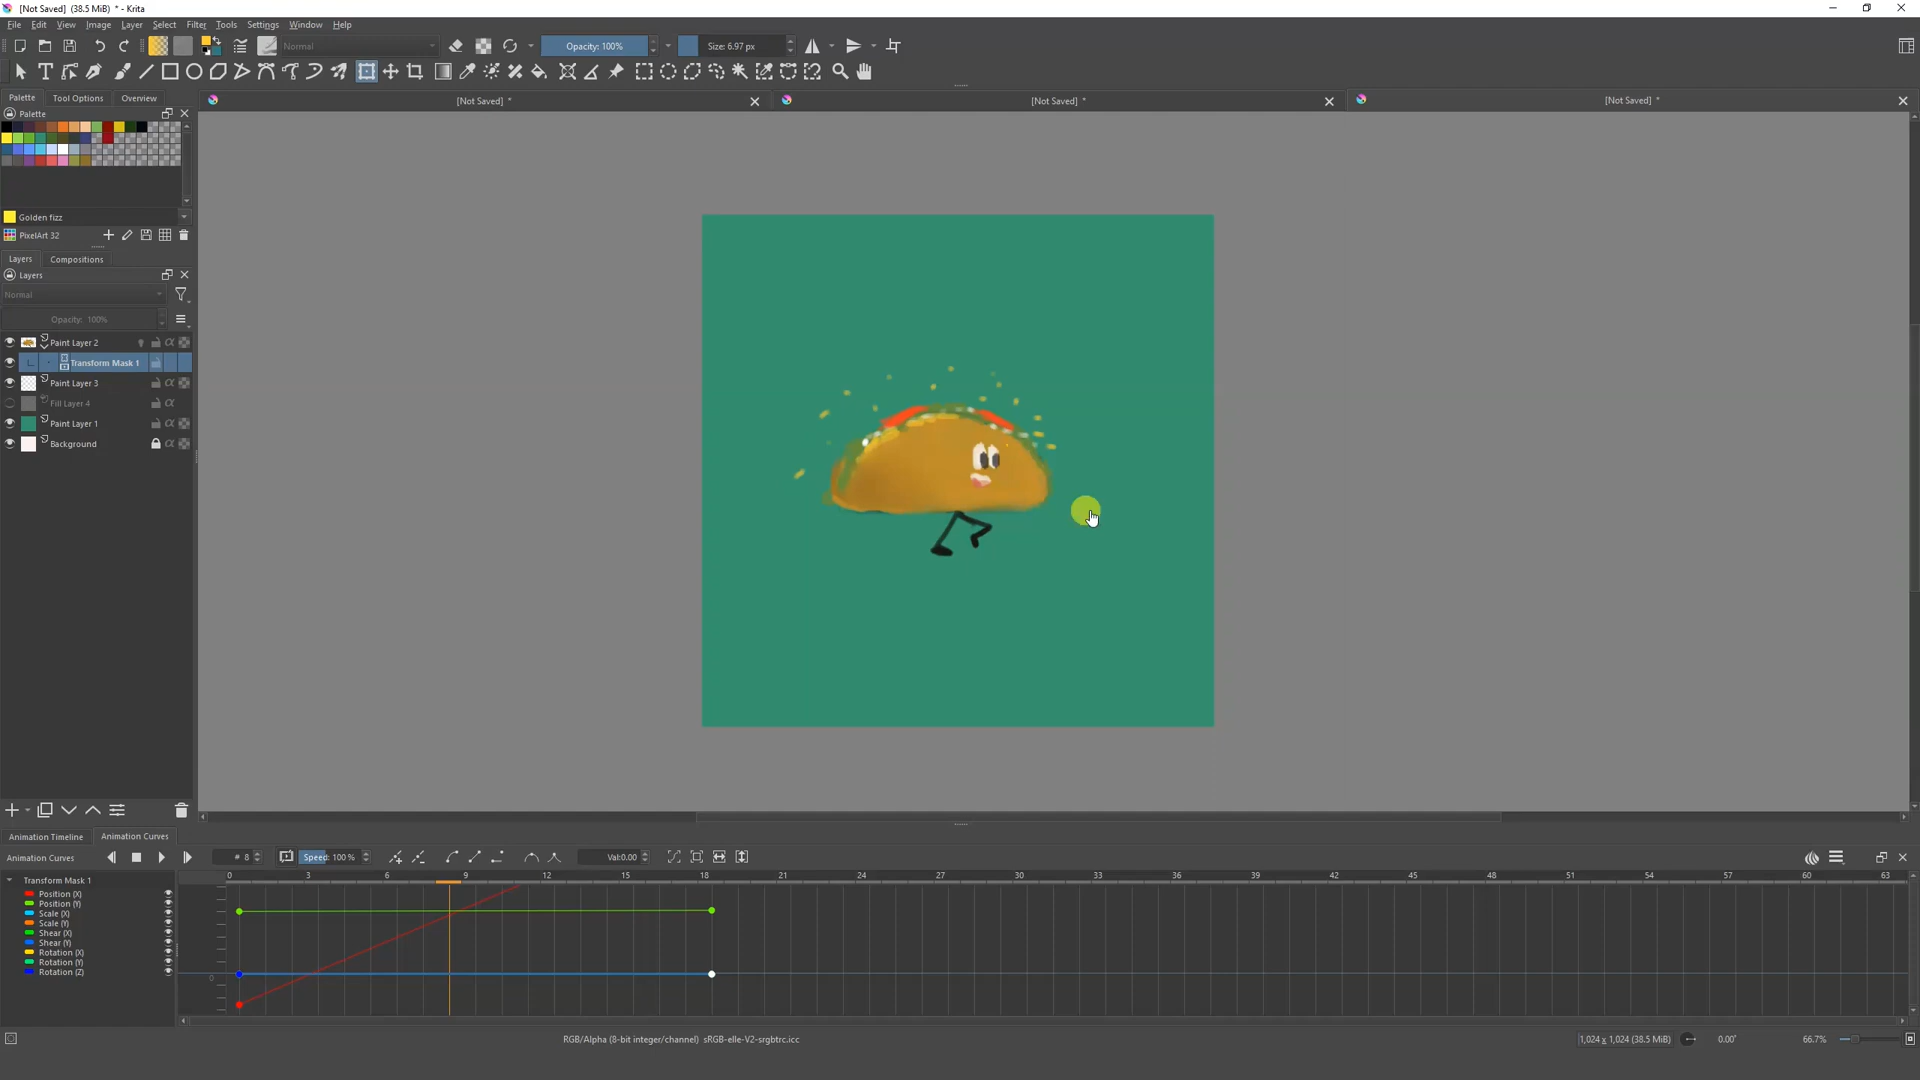 [Not Saved] (38.5 MiB) * - Krita
File Edit View Image Layer Select Filter Tools Settings Window Help
Normal Opacity: 100% Size: 6.97 px
Palette Tool Options Overview
[Not Saved] * [Not Saved] * [Not Saved] *
Palette
Golden fizz
PixelArt 32
Layers Compositions
Layers
Normal
Opacity: 100%
Paint Layer 2
Transform Mask 1
Paint Layer 3
Fill Layer 4
Paint Layer 1
Background
Animation Timeline Animation Curves
Animation Curves # 8 Speed: 100 % Val:0.00
0 3 6 9 12 15 18 21 24 27 30 33 36 39 42 45 48 51 54 57 60 63
Transform Mask 1
Position (X)
Position (Y)
Scale (X)
Scale (Y)
Shear (X)
Shear (Y)
Rotation (X)
Rotation (Y)
Rotation (Z)
0
RGB/Alpha (8-bit integer/channel) sRGB-elle-V2-srgbtrc.icc 1,024 x 1,024 (38.5 MiB) 0.00° 66.7%